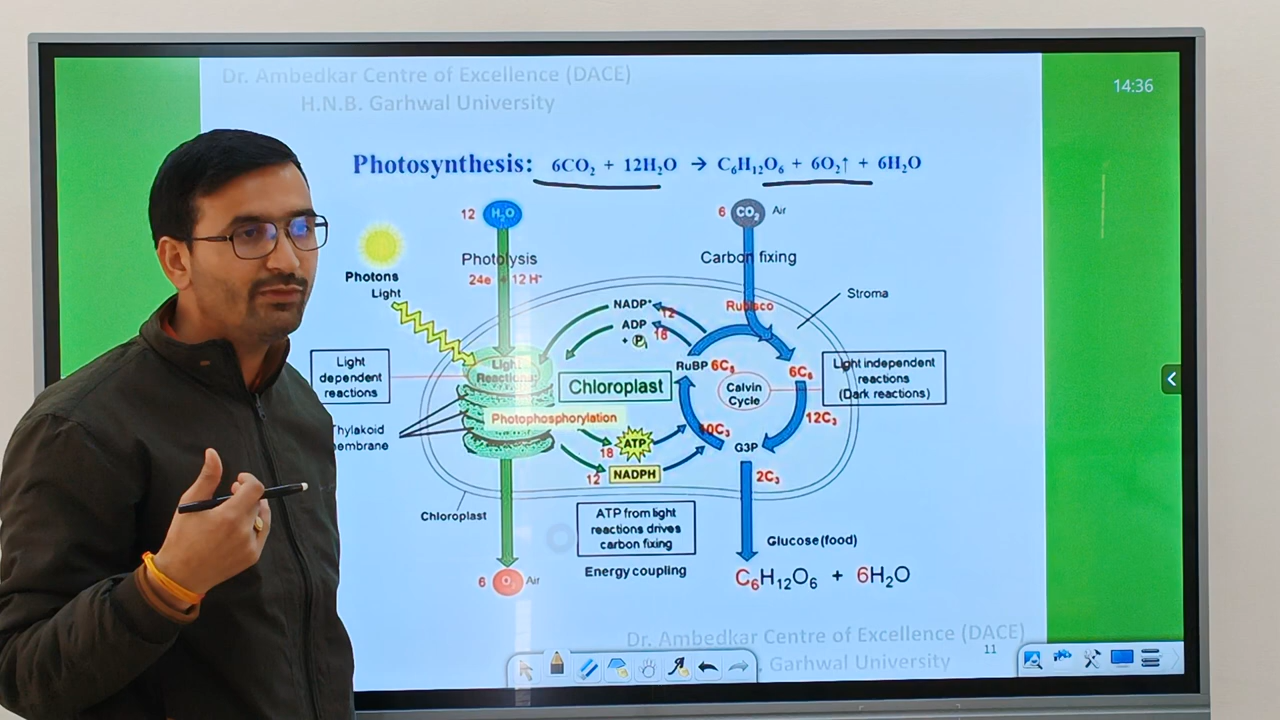 Dr. Ambedkar Centre of Excellence (DACE)
H.N.B. Garhwal University
14:36
Photosynthesis: 6CO₂ + 12H₂O → C₆H₁₂O₆ + 6O₂↑ + 6H₂O
12 H₂O
6 CO₂ Air
Photolysis
24e + 12 H⁺
Carbon fixing
Photons
Light
Stroma
NADP⁺
12
Rubisco
ADP
+ Pᵢ
18
Light
dependent
reactions
Light
Reactions
Chloroplast
RuBP 6C₅
6C₆
Calvin
Cycle
Light independent
reactions
(Dark reactions)
Photophosphorylation
12C₃
10C₃
Thylakoid
membrane
ATP
18
G3P
NADPH
12
2C₃
Chloroplast
ATP from light
reactions drives
carbon fixing
Energy coupling
Glucose (food)
6 O₂ Air
C₆H₁₂O₆ + 6H₂O
Dr. Ambedkar Centre of Excellence (DACE)
. Garhwal University
11